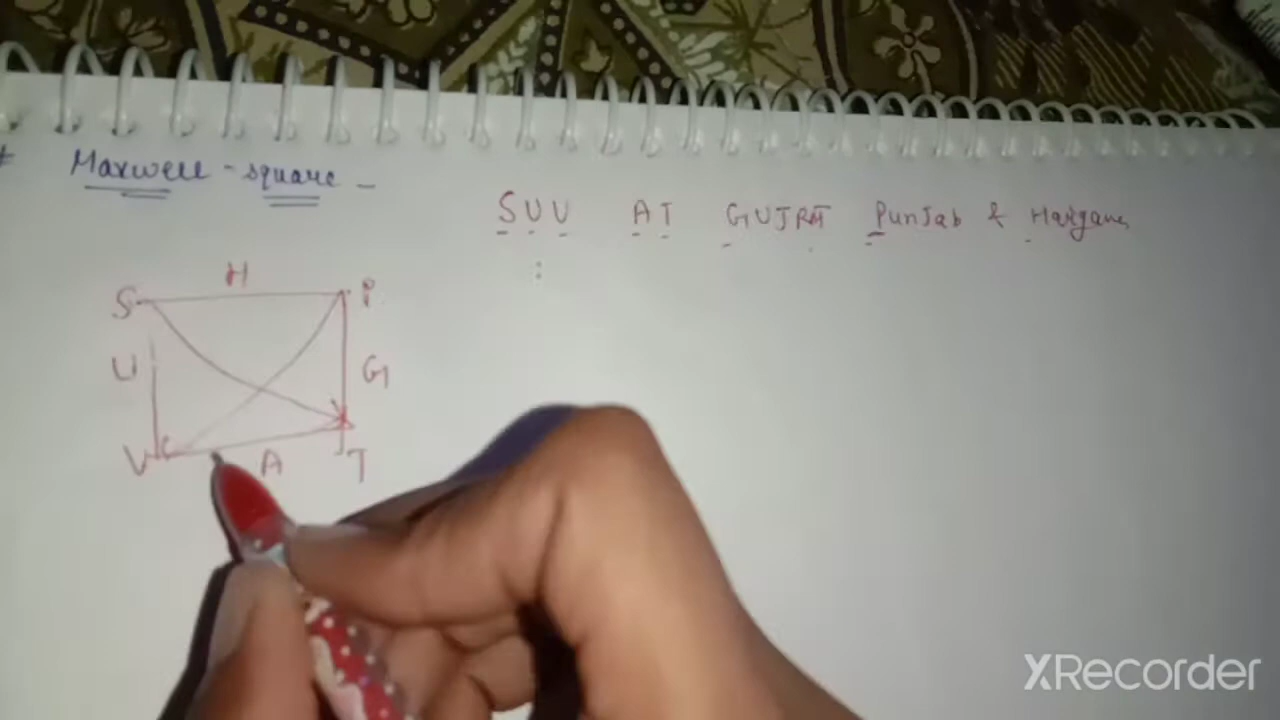 Maxwell - square -
SUV AT GUJRAT Punjab & Haryana
H
S P
U G
V A T
XRecorder